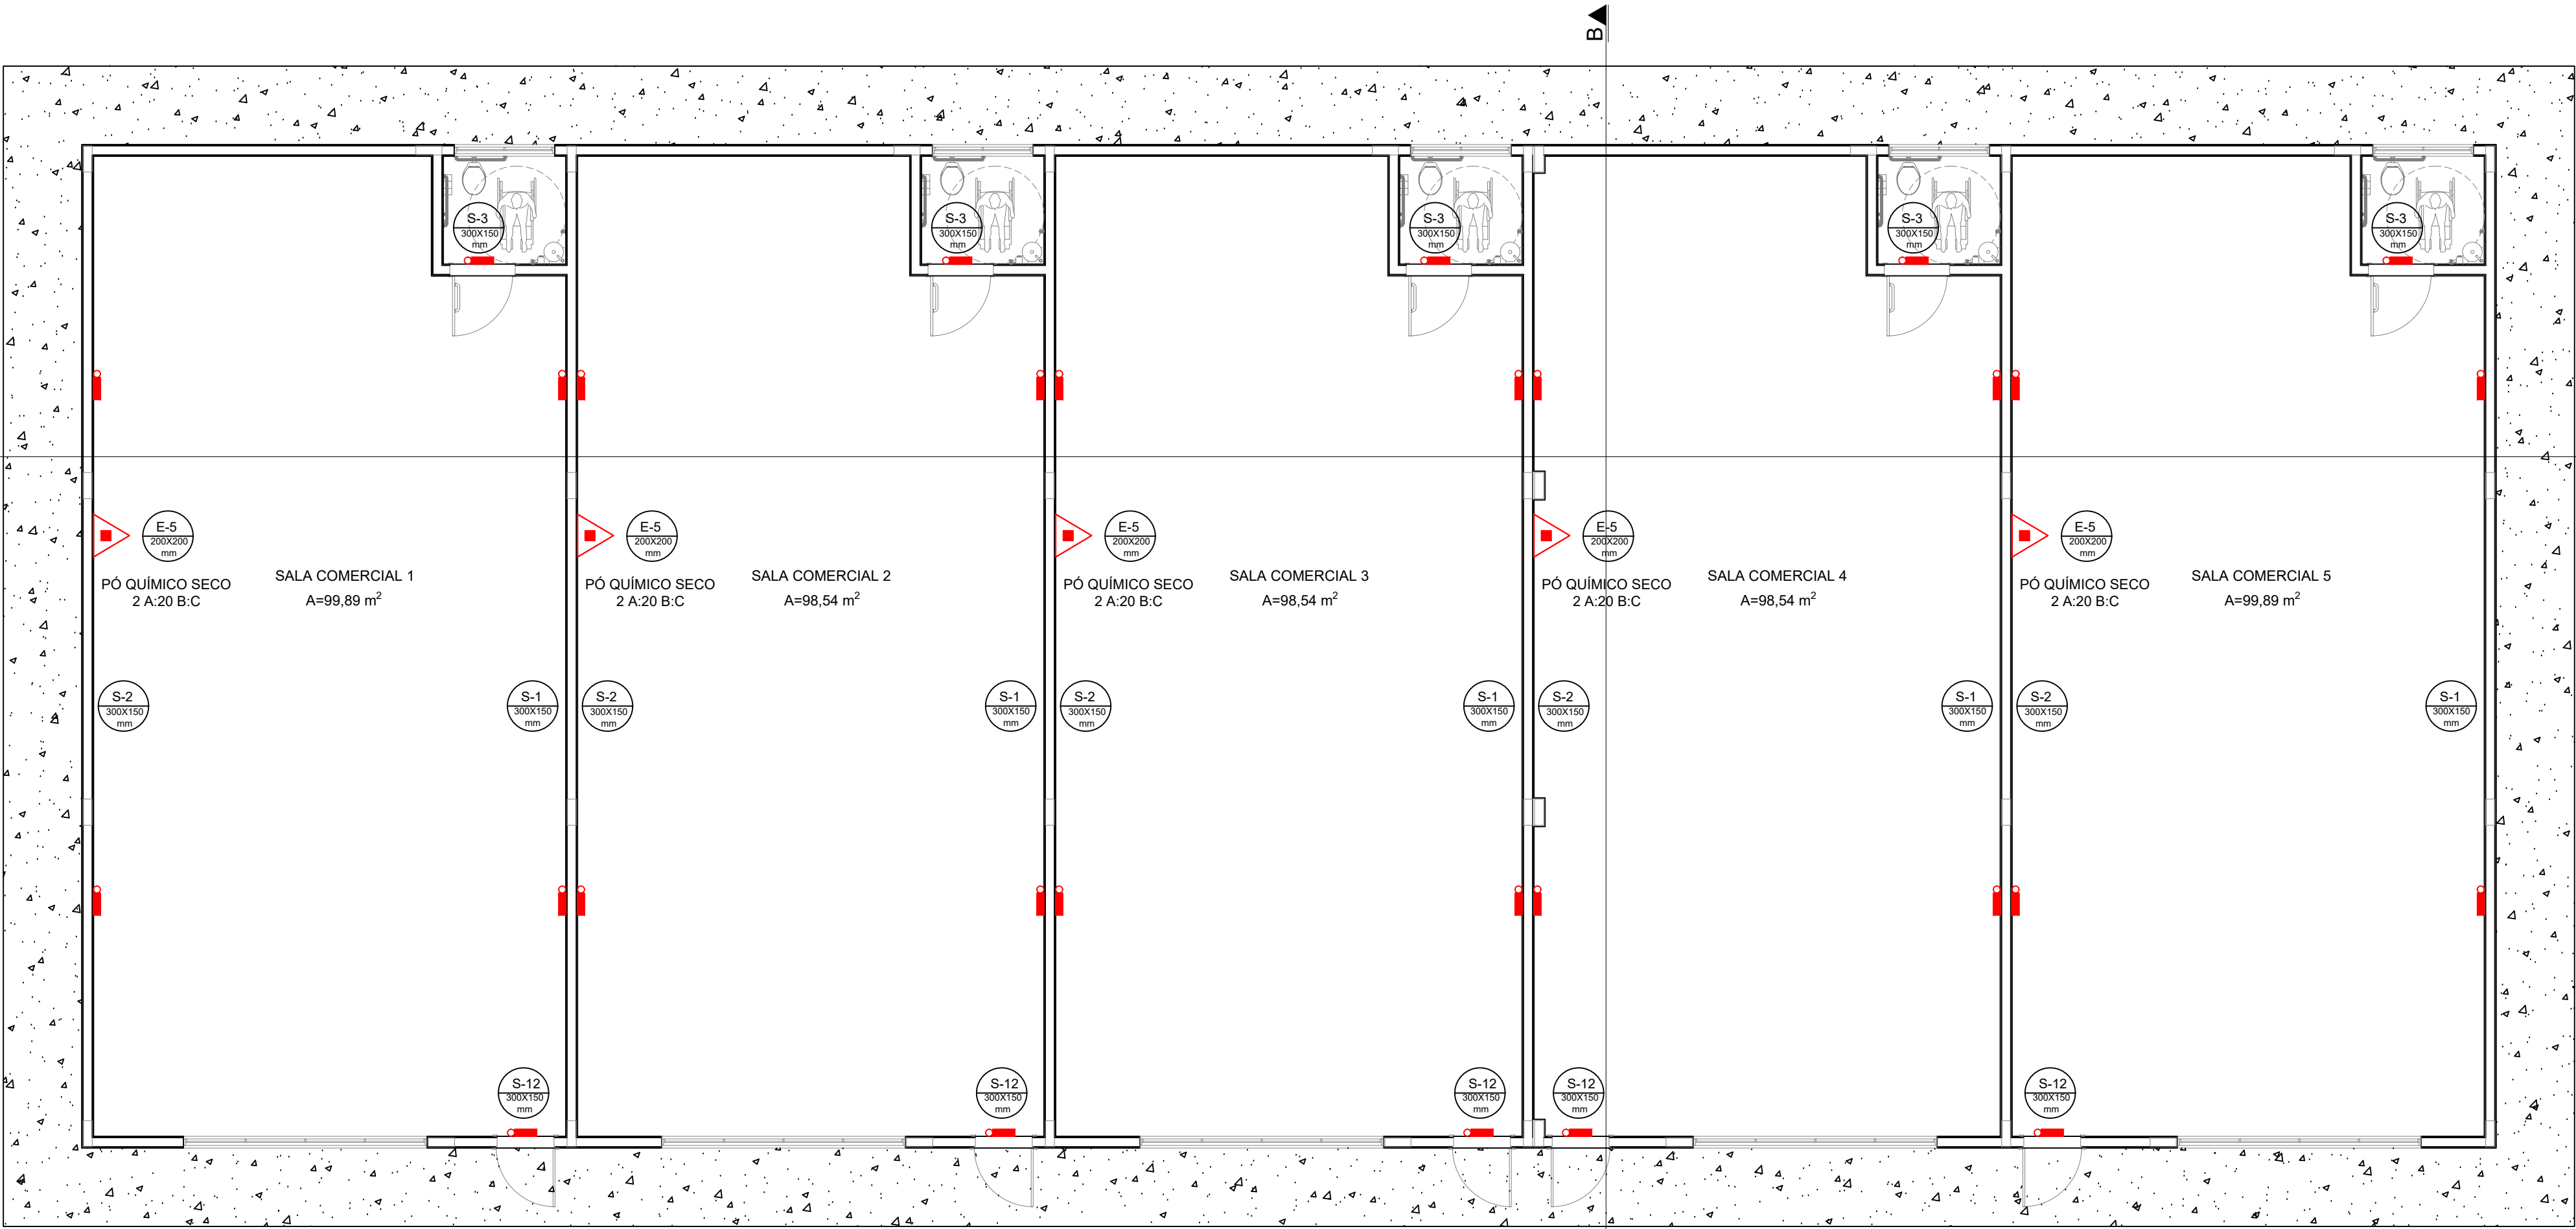 B
S-3
300X150
mm
S-3
300X150
mm
S-3
300X150
mm
S-3
300X150
mm
S-3
300X150
mm
E-5
200X200
mm
PÓ QUÍMICO SECO
2 A:20 B:C
SALA COMERCIAL 1
A=99,89 m²
E-5
200X200
mm
PÓ QUÍMICO SECO
2 A:20 B:C
SALA COMERCIAL 2
A=98,54 m²
E-5
200X200
mm
PÓ QUÍMICO SECO
2 A:20 B:C
SALA COMERCIAL 3
A=98,54 m²
E-5
200X200
mm
PÓ QUÍMICO SECO
2 A:20 B:C
SALA COMERCIAL 4
A=98,54 m²
E-5
200X200
mm
PÓ QUÍMICO SECO
2 A:20 B:C
SALA COMERCIAL 5
A=99,89 m²
S-2
300X150
mm
S-1
300X150
mm
S-2
300X150
mm
S-1
300X150
mm
S-2
300X150
mm
S-1
300X150
mm
S-2
300X150
mm
S-1
300X150
mm
S-2
300X150
mm
S-1
300X150
mm
S-12
300X150
mm
S-12
300X150
mm
S-12
300X150
mm
S-12
300X150
mm
S-12
300X150
mm